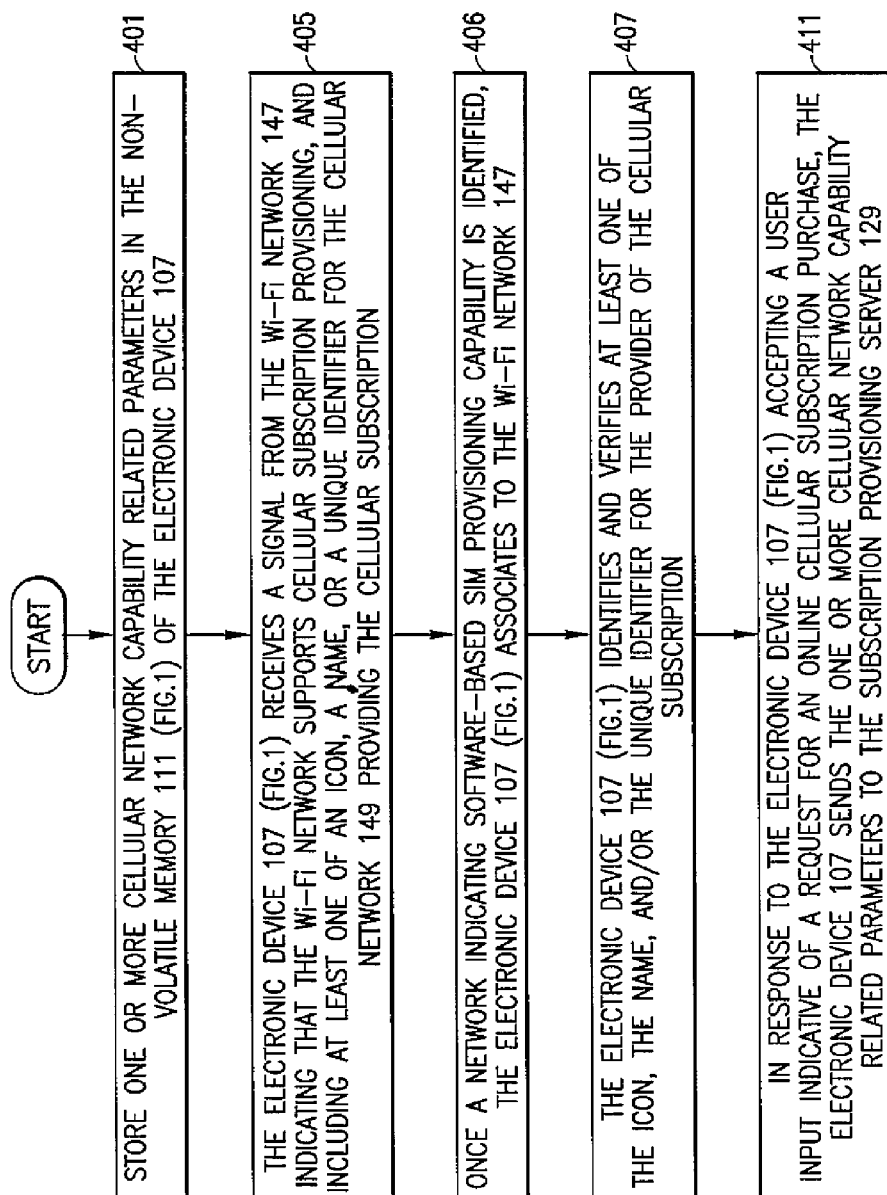 START
STORE ONE OR MORE CELLULAR NETWORK CAPABILITY RELATED PARAMETERS IN THE NON-
VOLATILE MEMORY 111 (FIG.1) OF THE ELECTRONIC DEVICE 107
401
THE ELECTRONIC DEVICE 107 (FIG.1) RECEIVES A SIGNAL FROM THE Wi-Fi NETWORK 147
INDICATING THAT THE Wi-Fi NETWORK SUPPORTS CELLULAR SUBSCRIPTION PROVISIONING, AND
INCLUDING AT LEAST ONE OF AN ICON, A NAME, OR A UNIQUE IDENTIFIER FOR THE CELLULAR
NETWORK 149 PROVIDING THE CELLULAR SUBSCRIPTION
405
ONCE A NETWORK INDICATING SOFTWARE-BASED SIM PROVISIONING CAPABILITY IS IDENTIFIED,
THE ELECTRONIC DEVICE 107 (FIG.1) ASSOCIATES TO THE Wi-Fi NETWORK 147
406
THE ELECTRONIC DEVICE 107 (FIG.1) IDENTIFIES AND VERIFIES AT LEAST ONE OF
THE ICON, THE NAME, AND/OR THE UNIQUE IDENTIFIER FOR THE PROVIDER OF THE CELLULAR
SUBSCRIPTION
407
IN RESPONSE TO THE ELECTRONIC DEVICE 107 (FIG.1) ACCEPTING A USER
INPUT INDICATIVE OF A REQUEST FOR AN ONLINE CELLULAR SUBSCRIPTION PURCHASE, THE
ELECTRONIC DEVICE 107 SENDS THE ONE OR MORE CELLULAR NETWORK CAPABILITY
RELATED PARAMETERS TO THE SUBSCRIPTION PROVISIONING SERVER 129
411